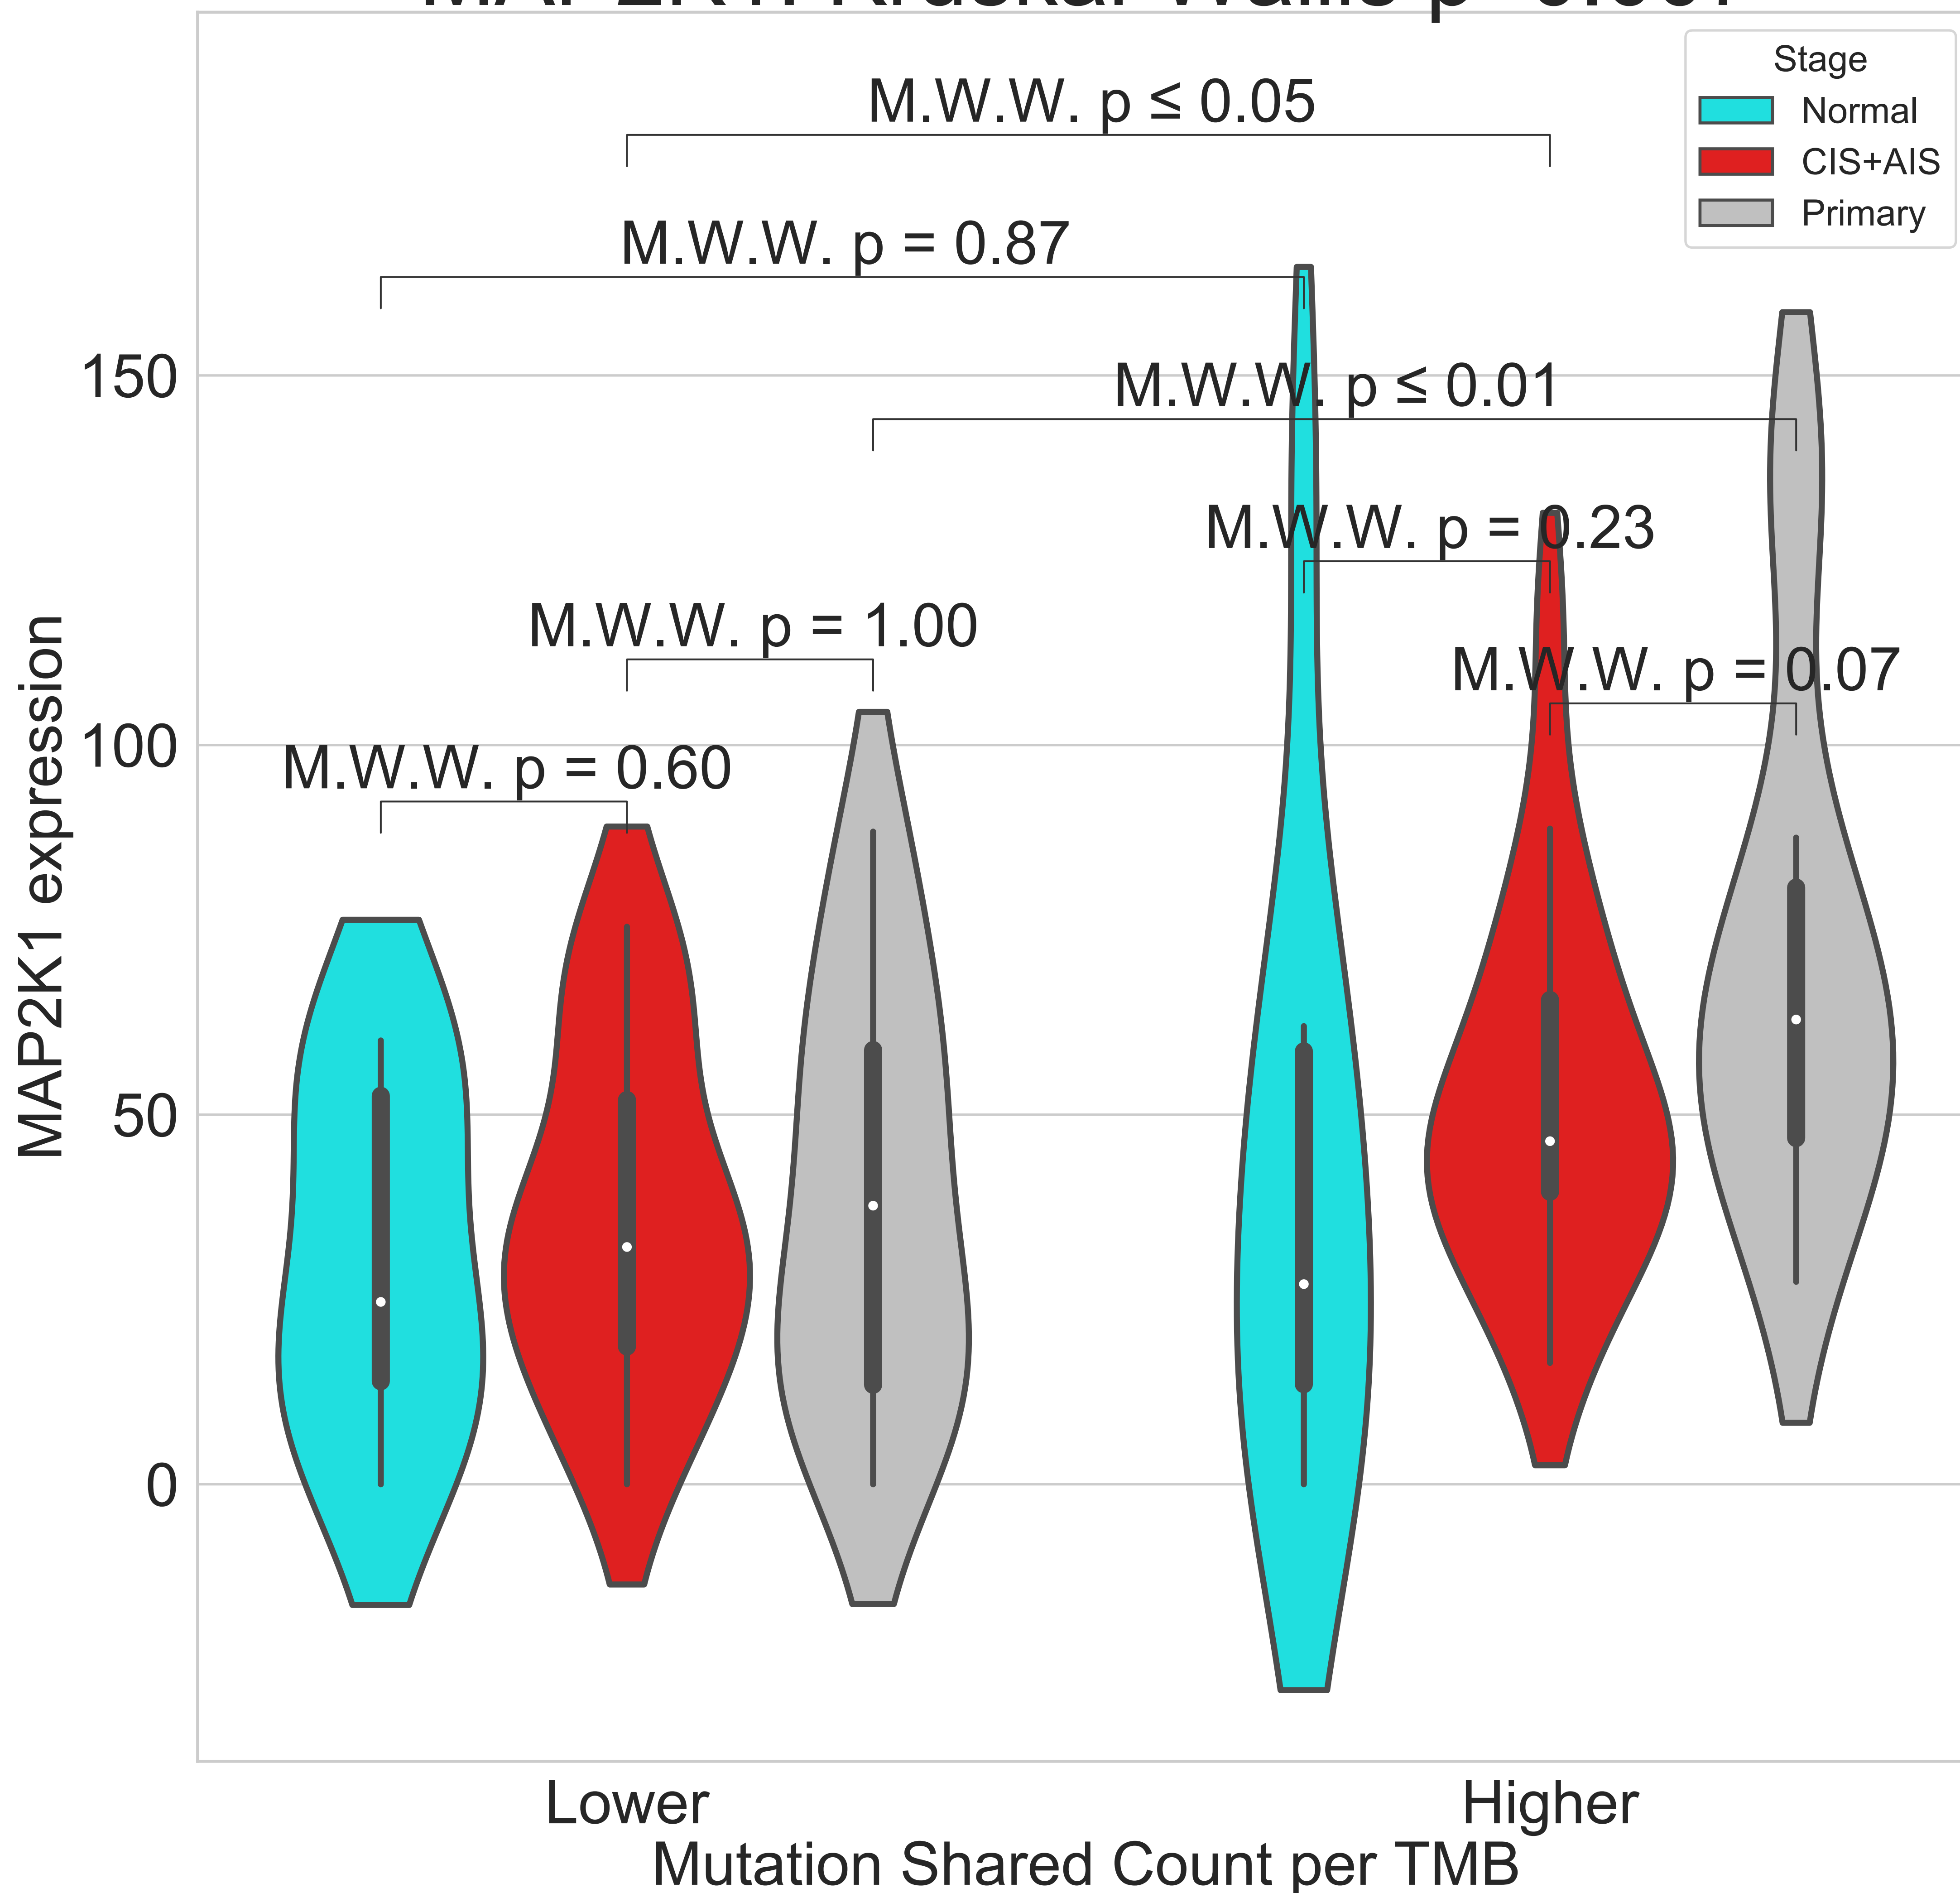 Stage
Normal
CIS+AIS
Primary
M.W.W. p ≤ 0.05
M.W.W. p = 0.87
M.W.W. p ≤ 0.01
M.W.W. p = 0.23
M.W.W. p = 1.00
M.W.W. p = 0.07
M.W.W. p = 0.60
150
100
50
0
MAP2K1 expression
Lower
Higher
Mutation Shared Count per TMB